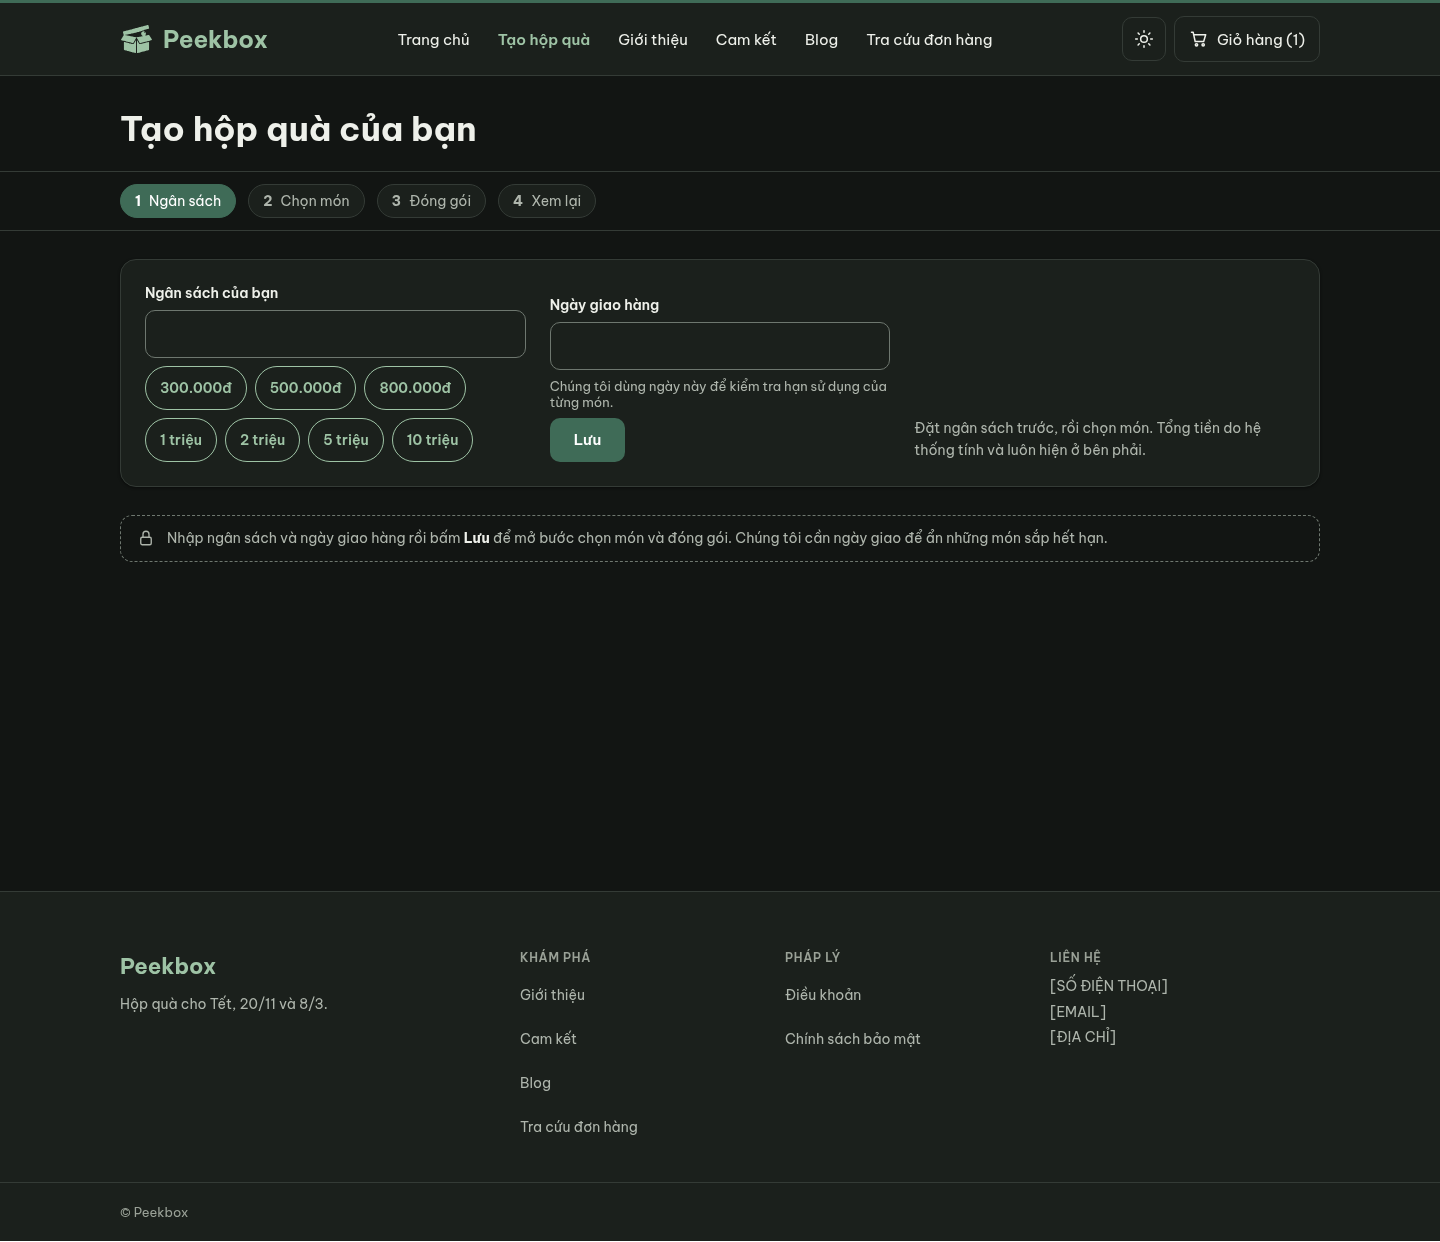 Peekbox
Trang chủ
Tạo hộp quà
Giới thiệu
Cam kết
Blog
Tra cứu đơn hàng
Giỏ hàng (1)
Tạo hộp quà của bạn
1 Ngân sách
2 Chọn món
3 Đóng gói
4 Xem lại
Ngân sách của bạn
300.000đ
500.000đ
800.000đ
1 triệu
2 triệu
5 triệu
10 triệu
Ngày giao hàng
Chúng tôi dùng ngày này để kiểm tra hạn sử dụng của
từng món.
Lưu
Đặt ngân sách trước, rồi chọn món. Tổng tiền do hệ
thống tính và luôn hiện ở bên phải.
Nhập ngân sách và ngày giao hàng rồi bấm Lưu để mở bước chọn món và đóng gói. Chúng tôi cần ngày giao để ẩn những món sắp hết hạn.
Peekbox
Hộp quà cho Tết, 20/11 và 8/3.
KHÁM PHÁ
Giới thiệu
Cam kết
Blog
Tra cứu đơn hàng
PHÁP LÝ
Điều khoản
Chính sách bảo mật
LIÊN HỆ
[SỐ ĐIỆN THOẠI]
[EMAIL]
[ĐỊA CHỈ]
© Peekbox